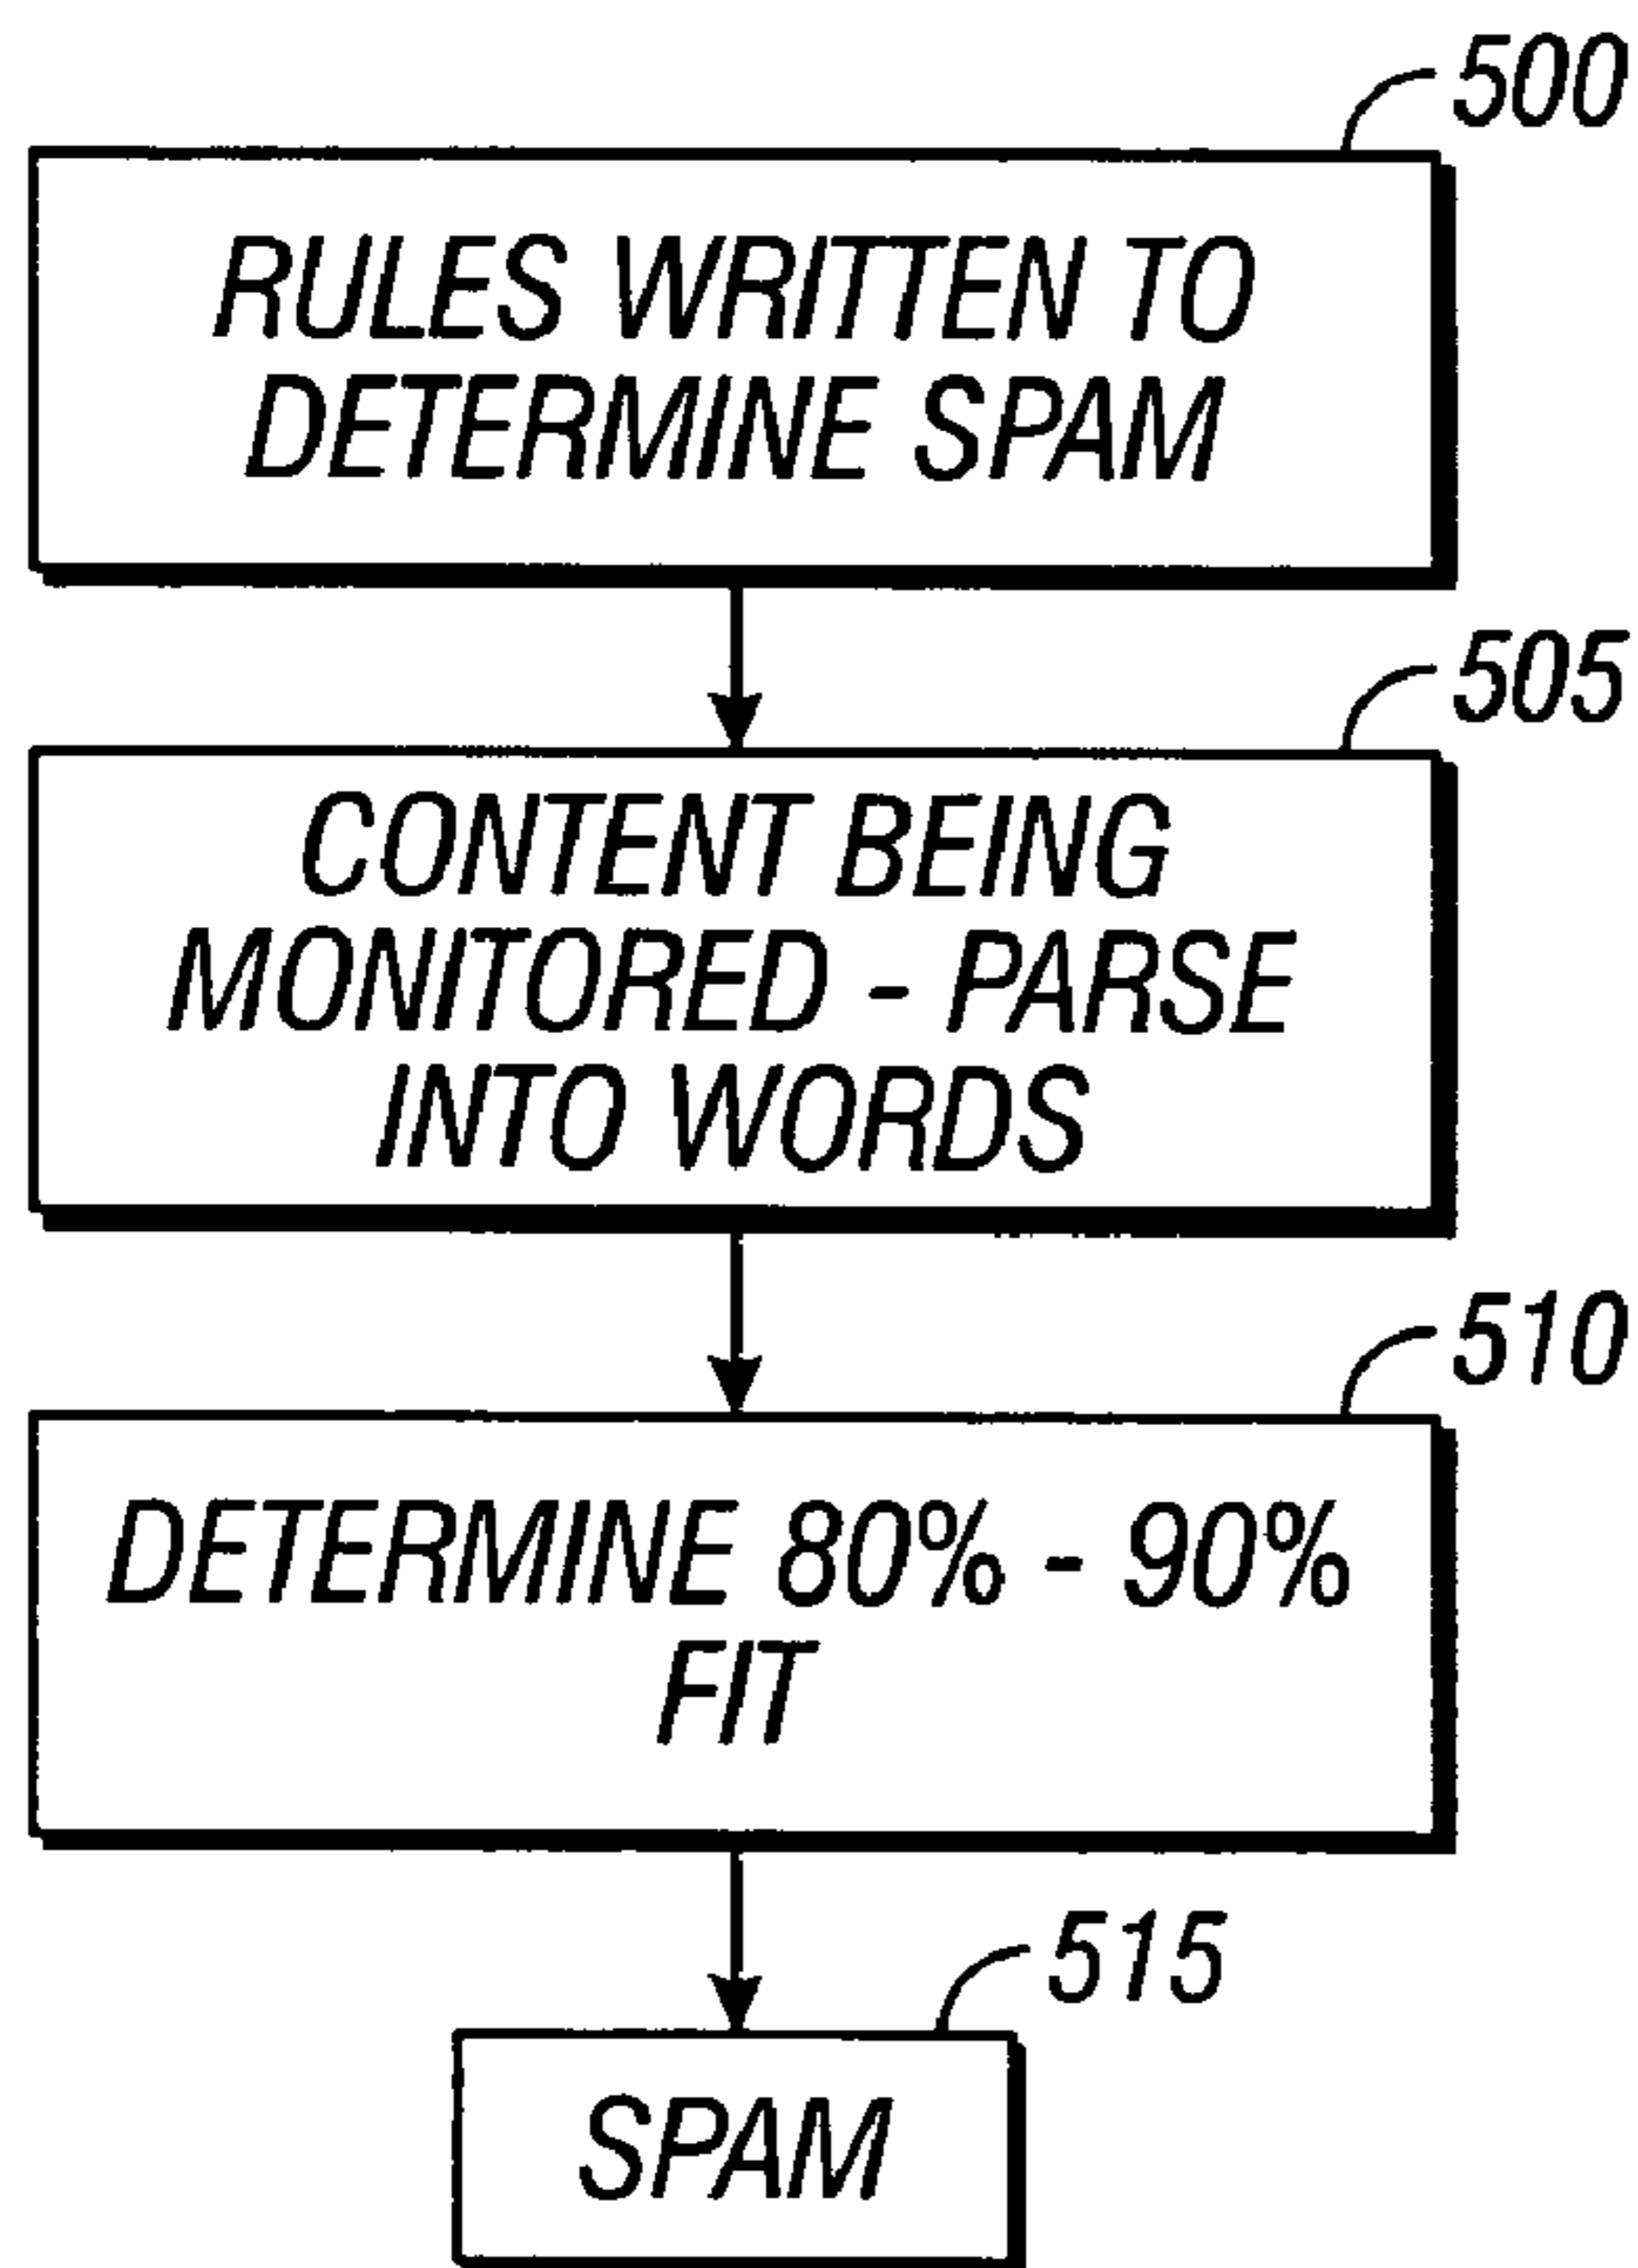 500
RULES WRITTEN TO
DETERMINE SPAM
505
CONTENT BEING
MONITORED - PARSE
INTO WORDS
510
DETERMINE 80% - 90%
FIT
515
SPAM